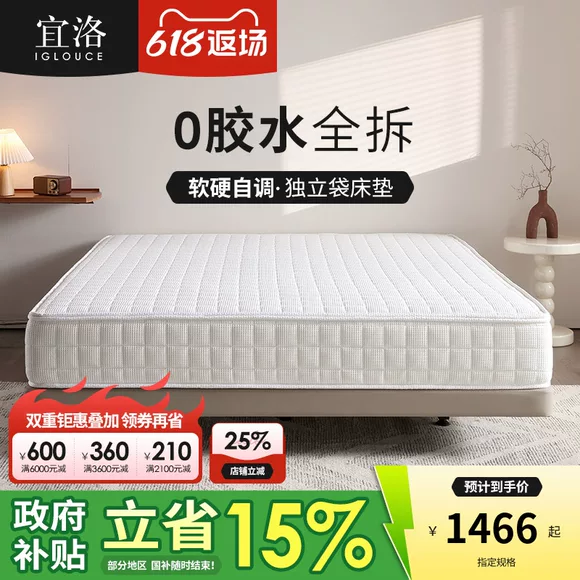 宜洛
IGLOUCE
618返场
0胶水全拆
软硬自调·独立袋床垫
双重钜惠叠加 领券再省
¥600 ¥360 ¥210
满6000元减 满3600元减 满2100元减
25%
店铺立减
政府补贴
立省15%
部分地区 国补随时结束!
预计到手价
¥1466起
指定规格